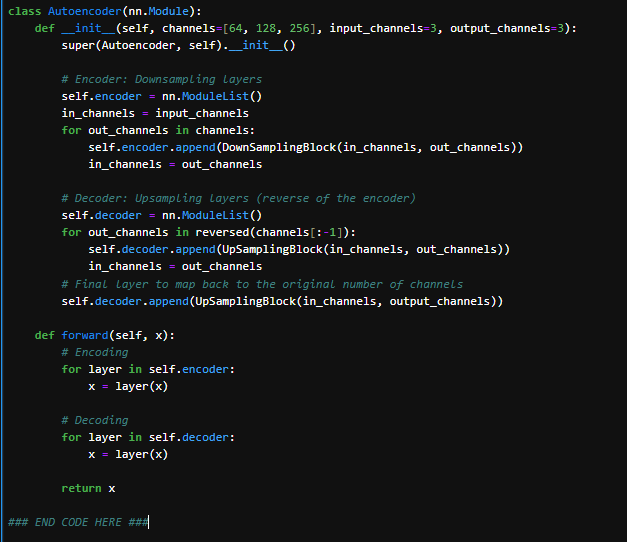 class Autoencoder(nn.Module):
    def __init__(self, channels=[64, 128, 256], input_channels=3, output_channels=3):
        super(Autoencoder, self).__init__()

        # Encoder: Downsampling layers
        self.encoder = nn.ModuleList()
        in_channels = input_channels
        for out_channels in channels:
            self.encoder.append(DownSamplingBlock(in_channels, out_channels))
            in_channels = out_channels

        # Decoder: Upsampling layers (reverse of the encoder)
        self.decoder = nn.ModuleList()
        for out_channels in reversed(channels[:-1]):
            self.decoder.append(UpSamplingBlock(in_channels, out_channels))
            in_channels = out_channels
        # Final layer to map back to the original number of channels
        self.decoder.append(UpSamplingBlock(in_channels, output_channels))

    def forward(self, x):
        # Encoding
        for layer in self.encoder:
            x = layer(x)

        # Decoding
        for layer in self.decoder:
            x = layer(x)

        return x

### END CODE HERE ###